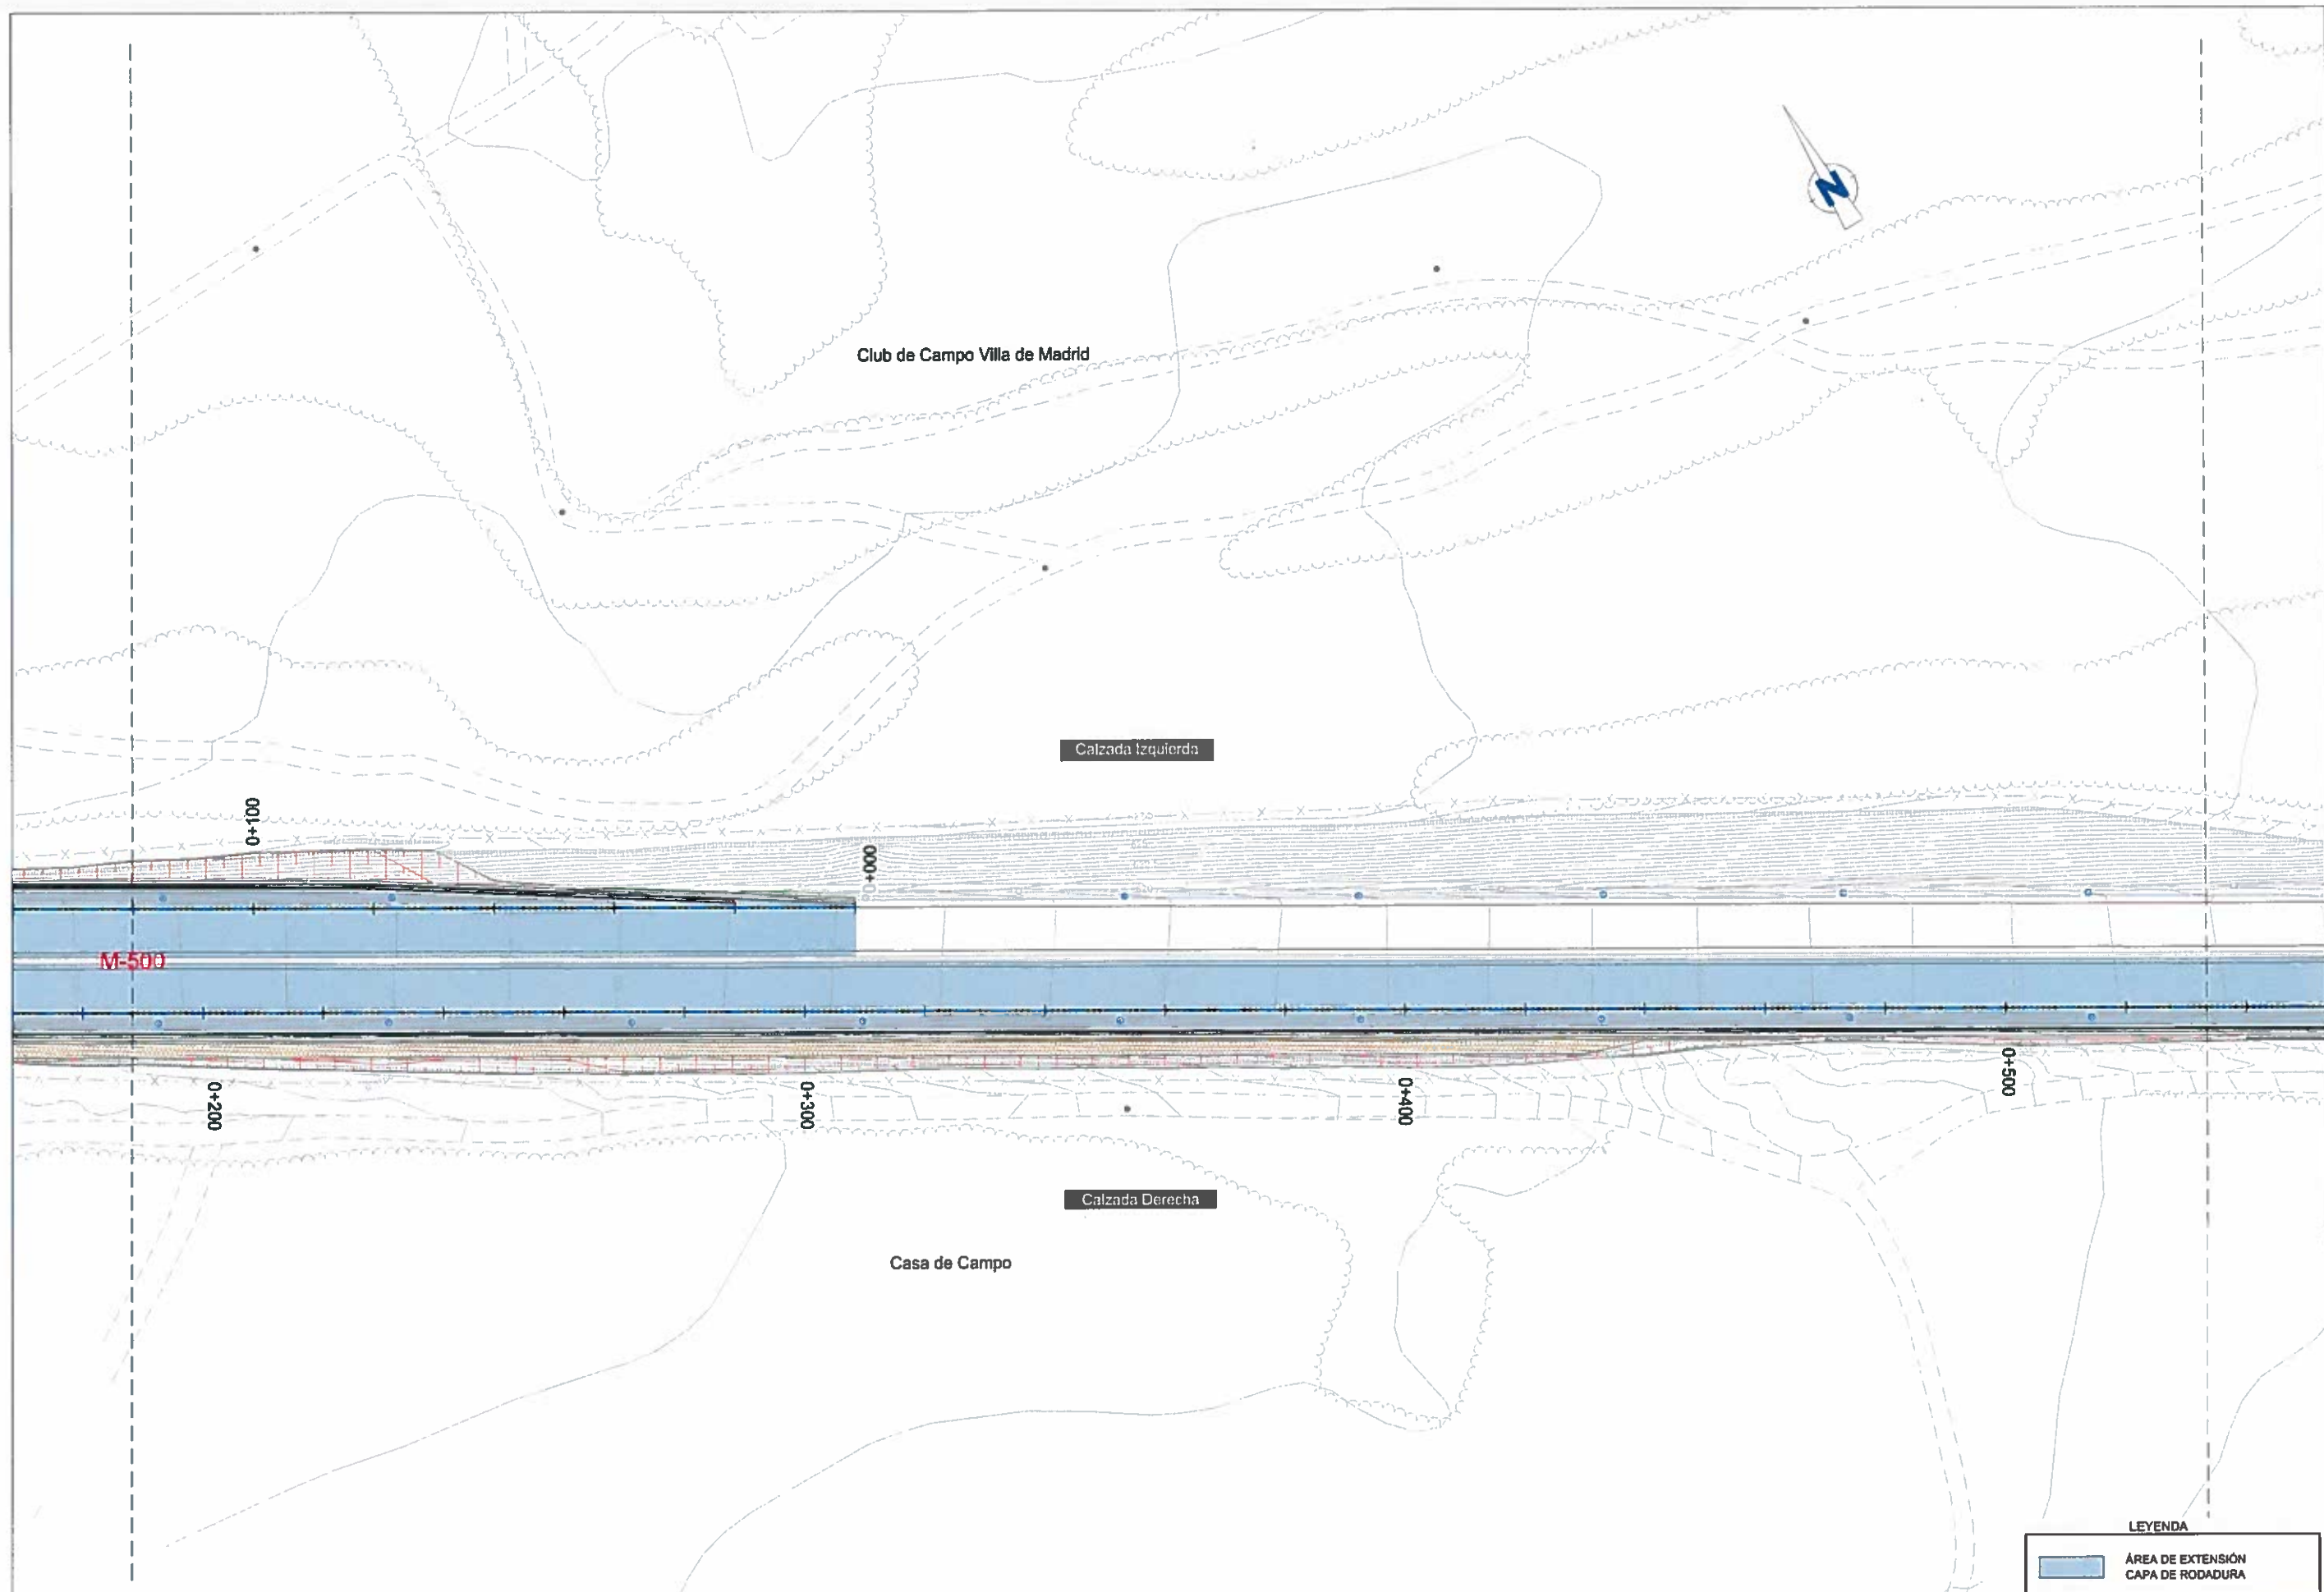 N
Club de Campo Villa de Madrid
Calzada Izquierda
0+100
0+000
M-500
0+200
0+300
0+400
0+500
Calzada Derecha
Casa de Campo
LEYENDA
ÁREA DE EXTENSIÓN
CAPA DE RODADURA